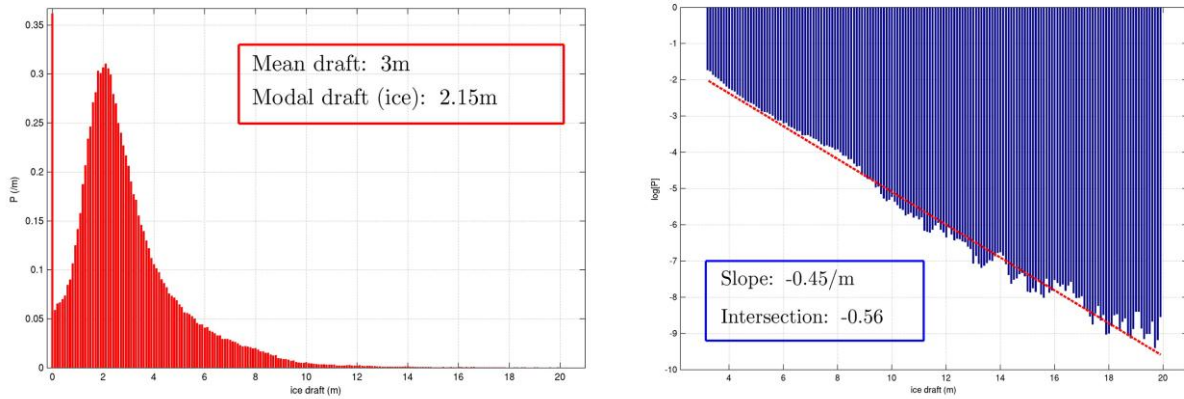 0.35
0.3
0.25
0.2
0.15
0.1
0.05
0
P (/m)
Mean draft: 3m
Modal draft (ice): 2.15m
0 2 4 6 8 10 12 14 16 18 20
ice draft (m)
0
-1
-2
-3
-4
-5
-6
-7
-8
-9
-10
log[P]
Slope: -0.45/m
Intersection: -0.56
4 6 8 10 12 14 16 18 20
ice draft (m)